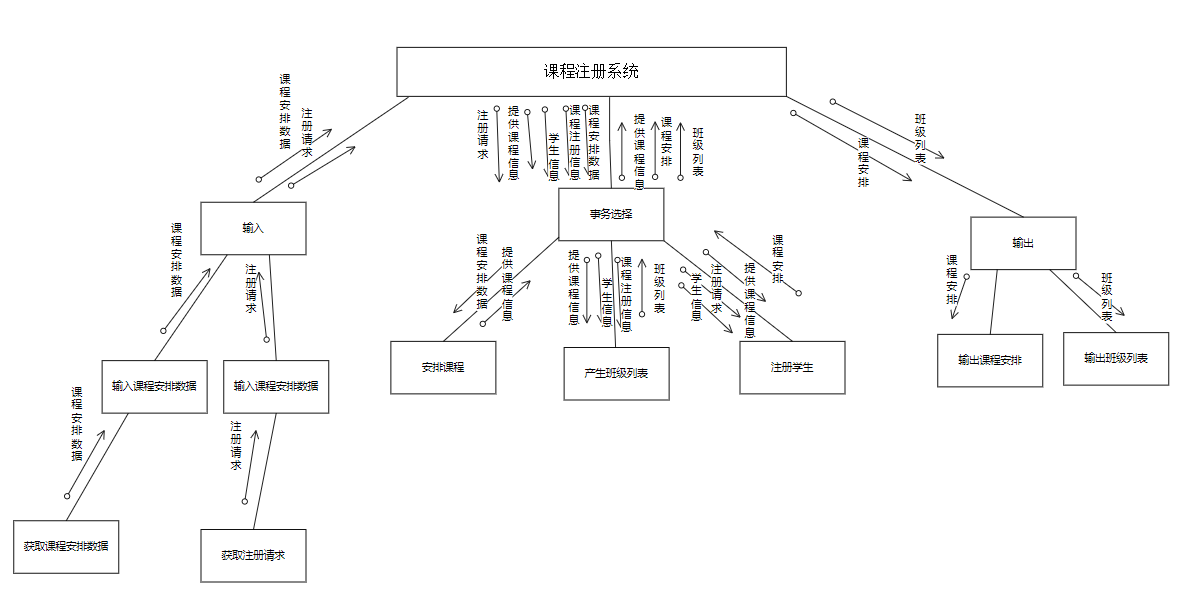 课程注册系统
课程安排数据
注册请求
注册请求
提供课程信息
学生信息
课程注册信息
课程安排数据
提供课程信息
课程安排
班级列表
班级列表
课程安排
输入
事务选择
输出
课程安排数据
注册请求
课程安排数据
提供课程信息
提供课程信息
学生信息
课程注册信息
班级列表
学生信息
注册请求
提供课程信息
课程安排
课程安排
班级列表
输入课程安排数据
输入课程安排数据
安排课程
产生班级列表
注册学生
输出课程安排
输出班级列表
课程安排数据
注册请求
获取课程安排数据
获取注册请求